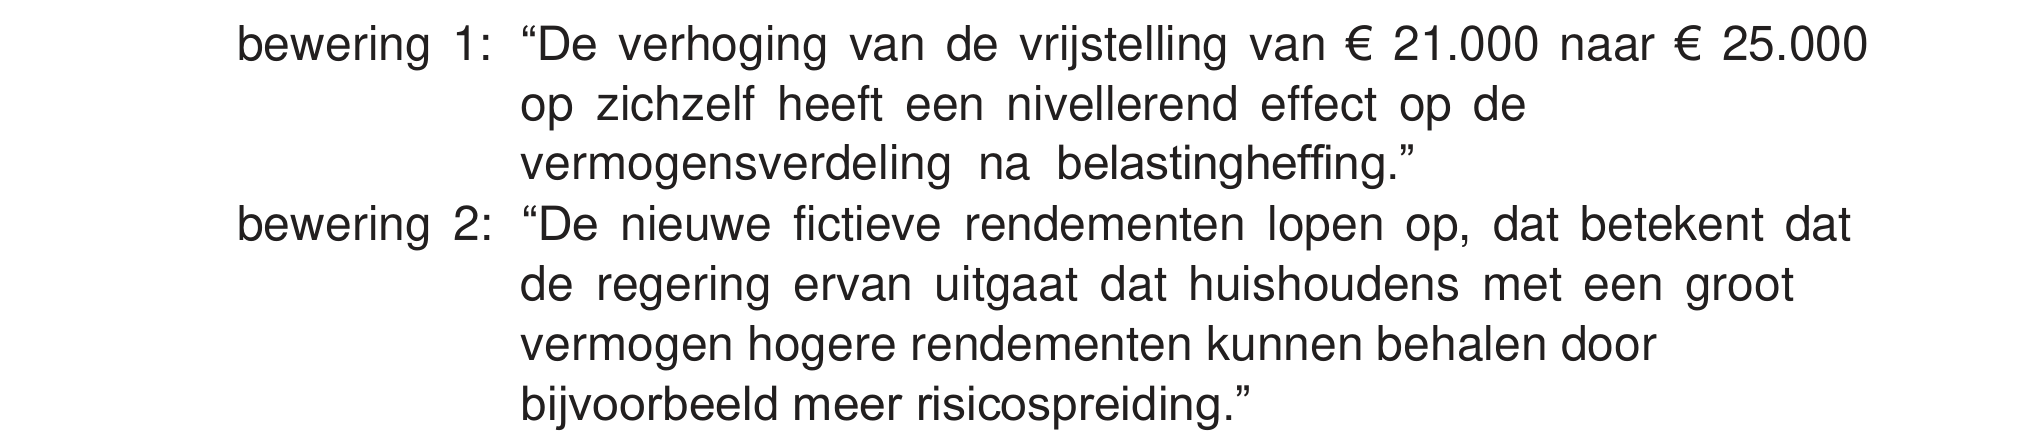 bewering 1: “De verhoging van de vrijstelling van € 21.000 naar € 25.000
op zichzelf heeft een nivellerend effect op de
vermogensverdeling na belastingheffing.”
bewering 2: “De nieuwe fictieve rendementen lopen op, dat betekent dat
de regering ervan uitgaat dat huishoudens met een groot
vermogen hogere rendementen kunnen behalen door
bijvoorbeeld meer risicospreiding.”